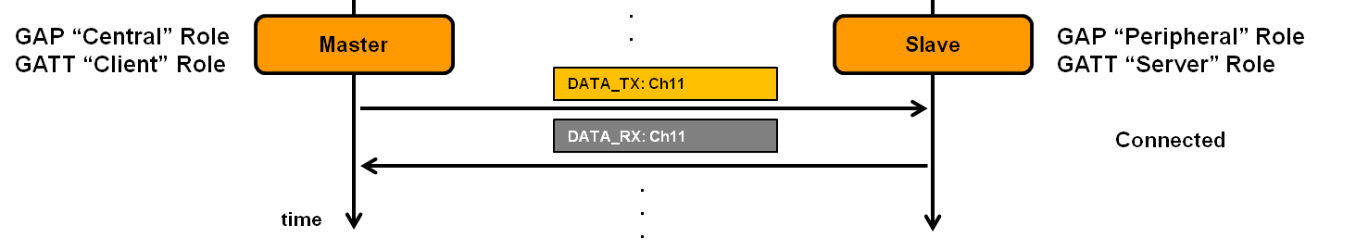 GAP “Central” Role
GATT “Client” Role
Master
Slave
GAP “Peripheral” Role
GATT “Server” Role
DATA_TX: Ch11
DATA_RX: Ch11
Connected
time